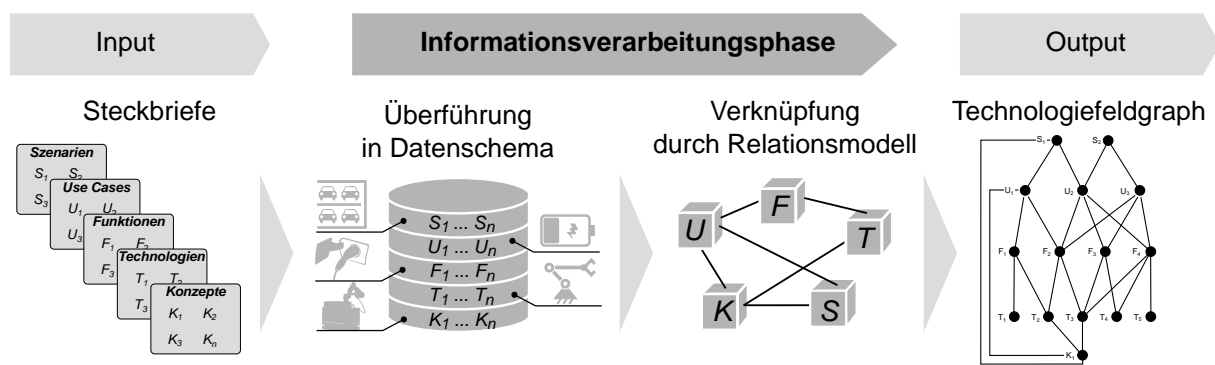 Input
Informationsverarbeitungsphase
Output
Steckbriefe
Überführung
in Datenschema
Verknüpfung
durch Relationsmodell
Technologiefeldgraph
Szenarien
S1 S2
S3
Use Cases
U1 U2
U3
Funktionen
F1 F2
F3
Technologien
T1 T2
T3
Konzepte
K1 K2
K3 Kn
S1 ... Sn
U1 ... Un
F1 ... Fn
T1 ... Tn
K1 ... Kn
F
U
T
K
S
S1 S2
U1 U2 U3
F1 F2 F3 F4
T1 T2 T3 T4 T5
K1